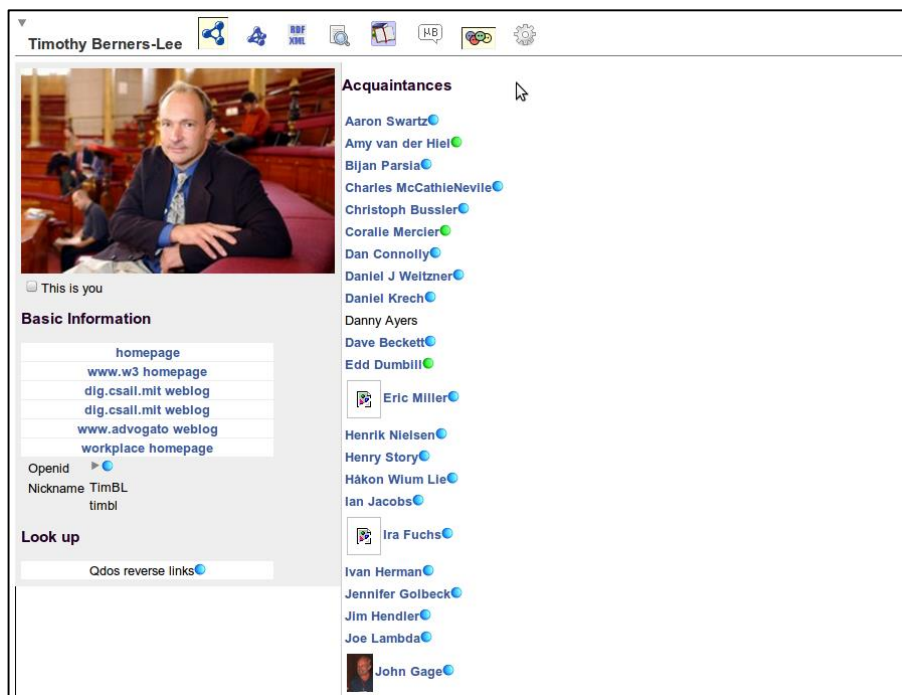 Timothy Berners-Lee
RDF
XML
µB
This is you
Basic Information
homepage
www.w3 homepage
dig.csail.mit weblog
dig.csail.mit weblog
www.advogato weblog
workplace homepage
Openid
Nickname TimBL
timbl
Look up
Qdos reverse links
Acquaintances
Aaron Swartz
Amy van der Hiel
Bijan Parsia
Charles McCathieNevile
Christoph Bussler
Coralie Mercier
Dan Connolly
Daniel J Weitzner
Daniel Krech
Danny Ayers
Dave Beckett
Edd Dumbill
Eric Miller
Henrik Nielsen
Henry Story
Håkon Wium Lie
Ian Jacobs
Ira Fuchs
Ivan Herman
Jennifer Golbeck
Jim Hendler
Joe Lambda
John Gage